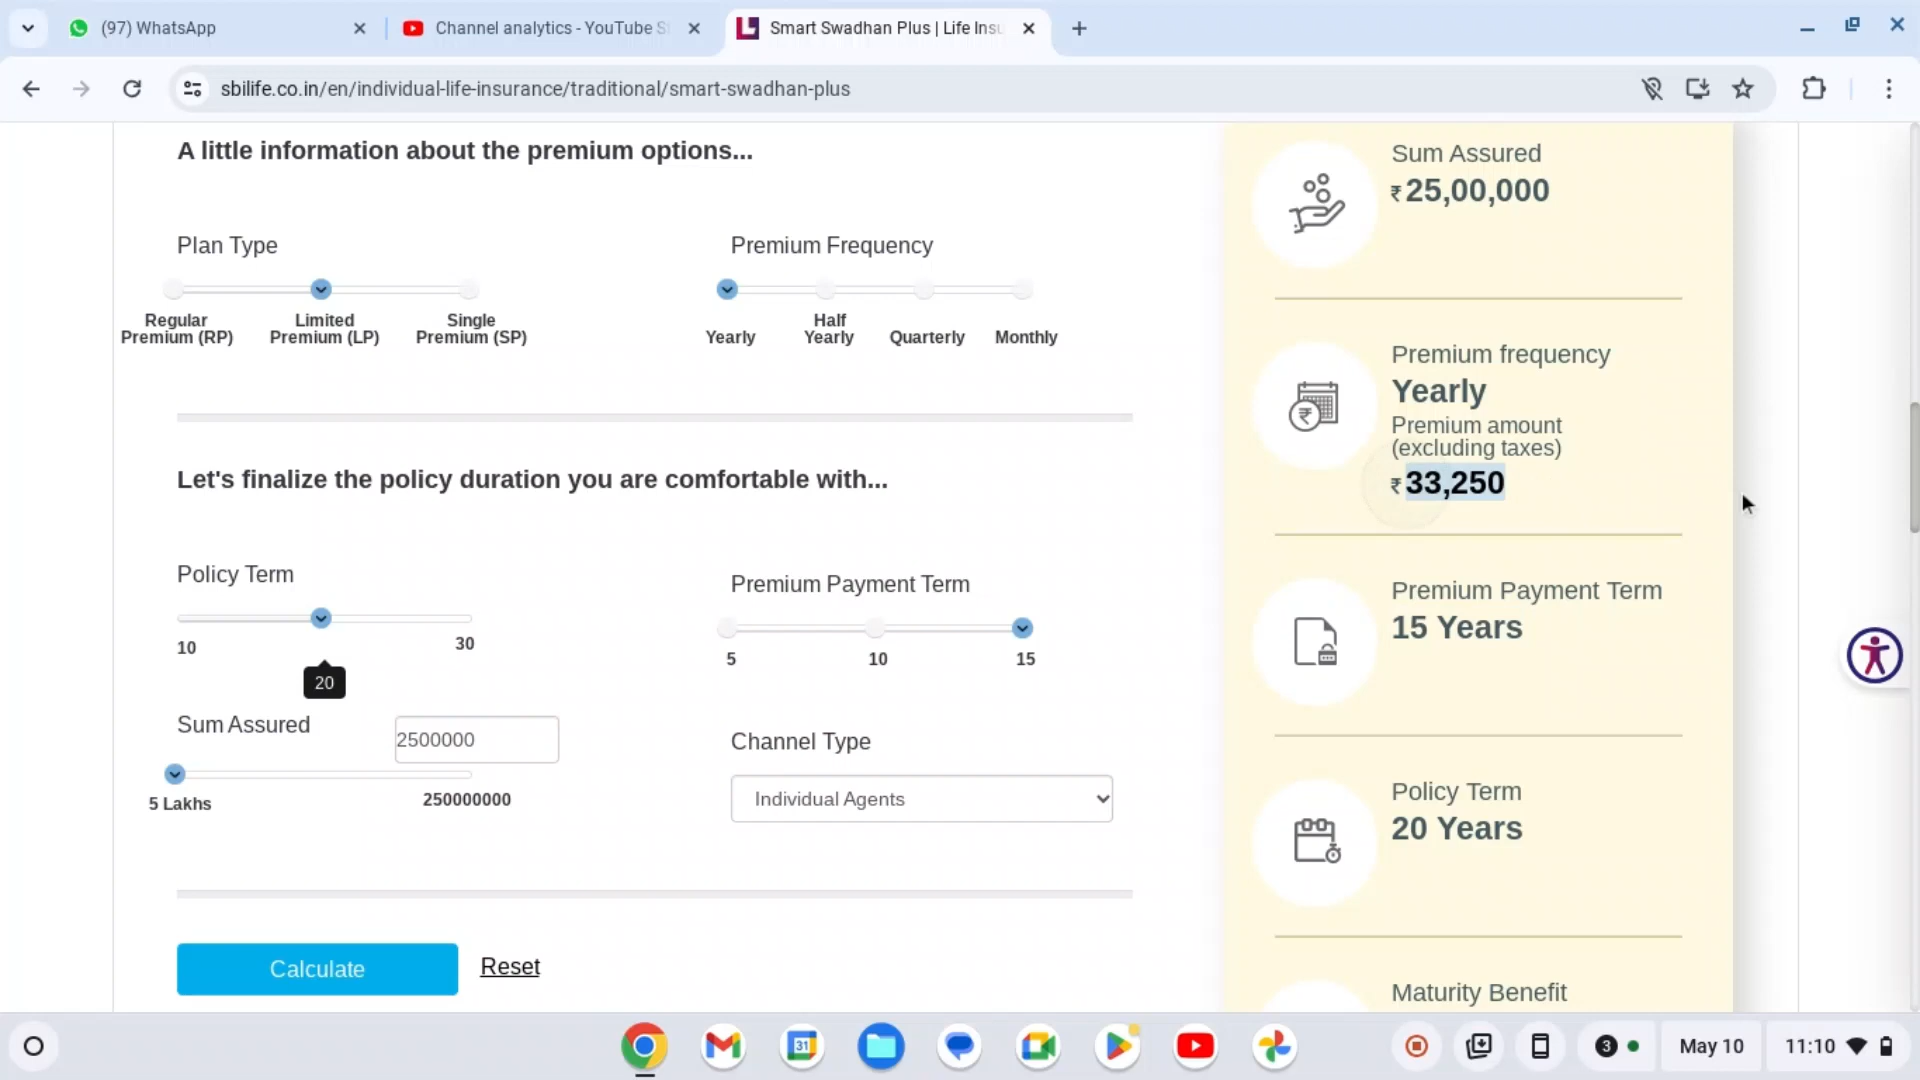 (97) WhatsApp
Channel analytics - YouTube S
Smart Swadhan Plus | Life Insu
sbilife.co.in/en/individual-life-insurance/traditional/smart-swadhan-plus
A little information about the premium options...
Plan Type
Regular Premium (RP)
Limited Premium (LP)
Single Premium (SP)
Premium Frequency
Yearly
Half Yearly
Quarterly
Monthly
Let's finalize the policy duration you are comfortable with...
Policy Term
10
30
20
Premium Payment Term
5
10
15
Sum Assured
2500000
5 Lakhs
250000000
Channel Type
Individual Agents
Calculate
Reset
Sum Assured
₹ 25,00,000
Premium frequency
Yearly
Premium amount
(excluding taxes)
₹ 33,250
Premium Payment Term
15 Years
Policy Term
20 Years
Maturity Benefit
31
3
May 10
11:10